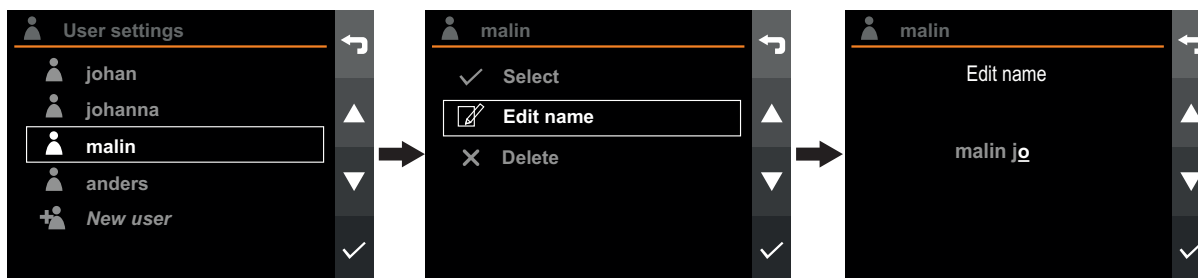 User settings
johan
johanna
malin
anders
New user
malin
Select
Edit name
Delete
malin
Edit name
malin jo